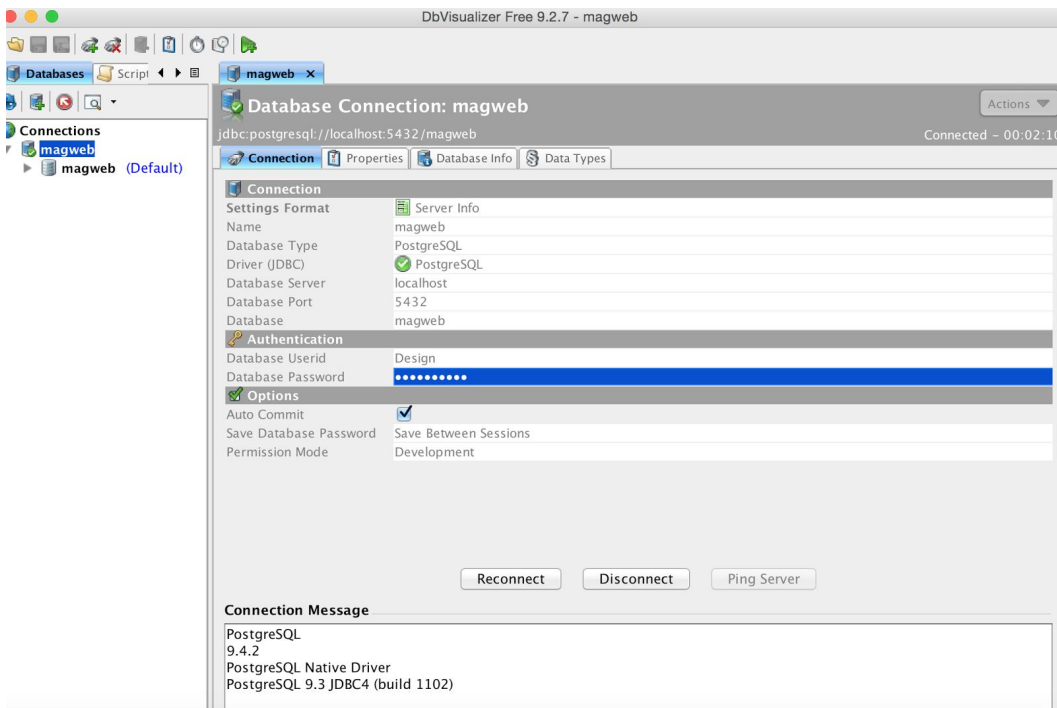 DbVisualizer Free 9.2.7 - magweb
Databases Script
magweb
Database Connection: magweb
Actions
jdbc:postgresql://localhost:5432/magweb
Connected - 00:02:10
Connections
magweb
magweb (Default)
Connection Properties Database Info Data Types
Connection
Settings Format Server Info
Name magweb
Database Type PostgreSQL
Driver (JDBC) PostgreSQL
Database Server localhost
Database Port 5432
Database magweb
Authentication
Database Userid Design
Database Password ••••••••••
Options
Auto Commit
Save Database Password Save Between Sessions
Permission Mode Development
Reconnect Disconnect Ping Server
Connection Message
PostgreSQL
9.4.2
PostgreSQL Native Driver
PostgreSQL 9.3 JDBC4 (build 1102)